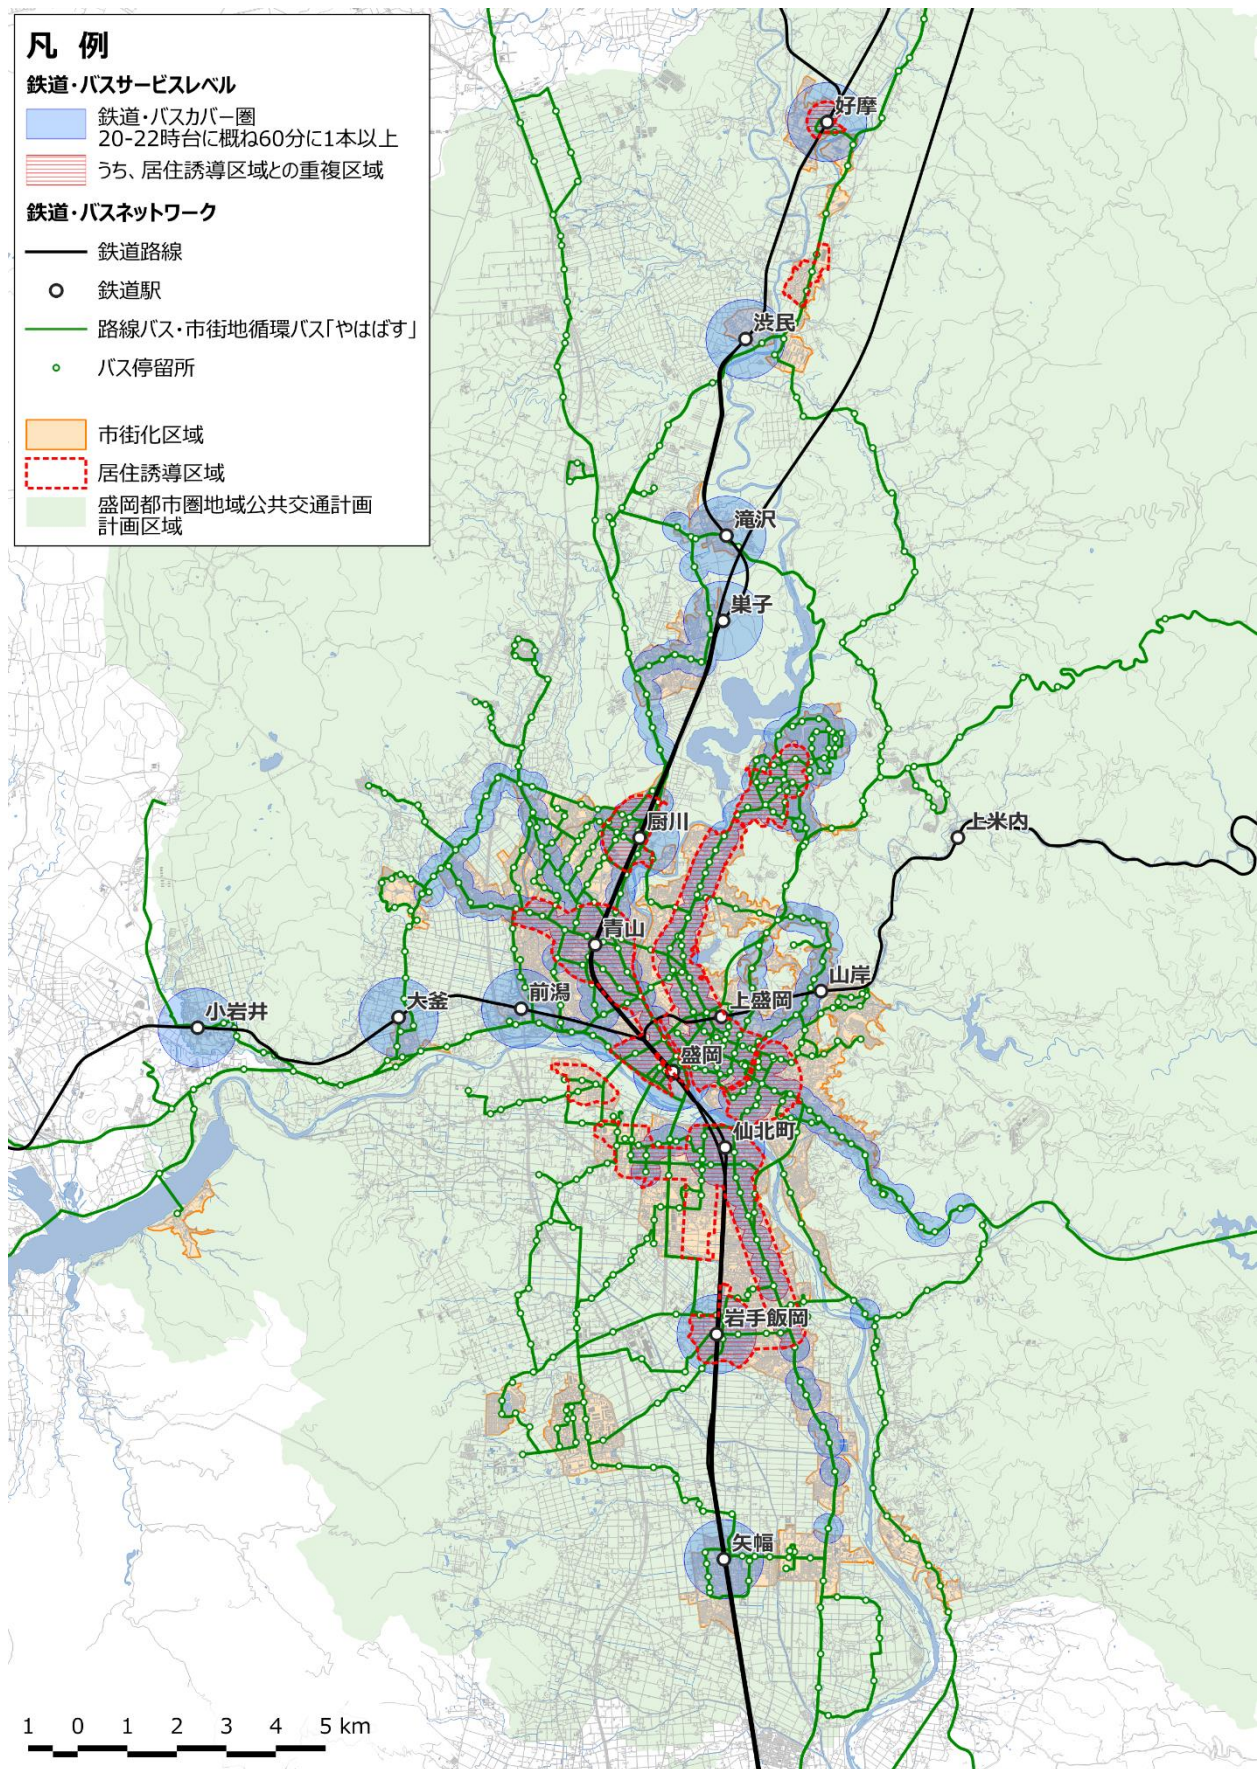 凡 例
鉄道・バスサービスレベル
鉄道・バスカバー圏
20-22時台に概ね60分に1本以上
うち、居住誘導区域との重複区域
鉄道・バスネットワーク
鉄道路線
鉄道駅
路線バス・市街地循環バス「やはばす」
バス停留所
市街化区域
居住誘導区域
盛岡都市圏地域公共交通計画
計画区域
好摩
渋民
滝沢
巣子
厨川
上米内
青山
山岸
前潟
上盛岡
大釜
小岩井
盛岡
仙北町
岩手飯岡
矢幅
1 0 1 2 3 4 5 km